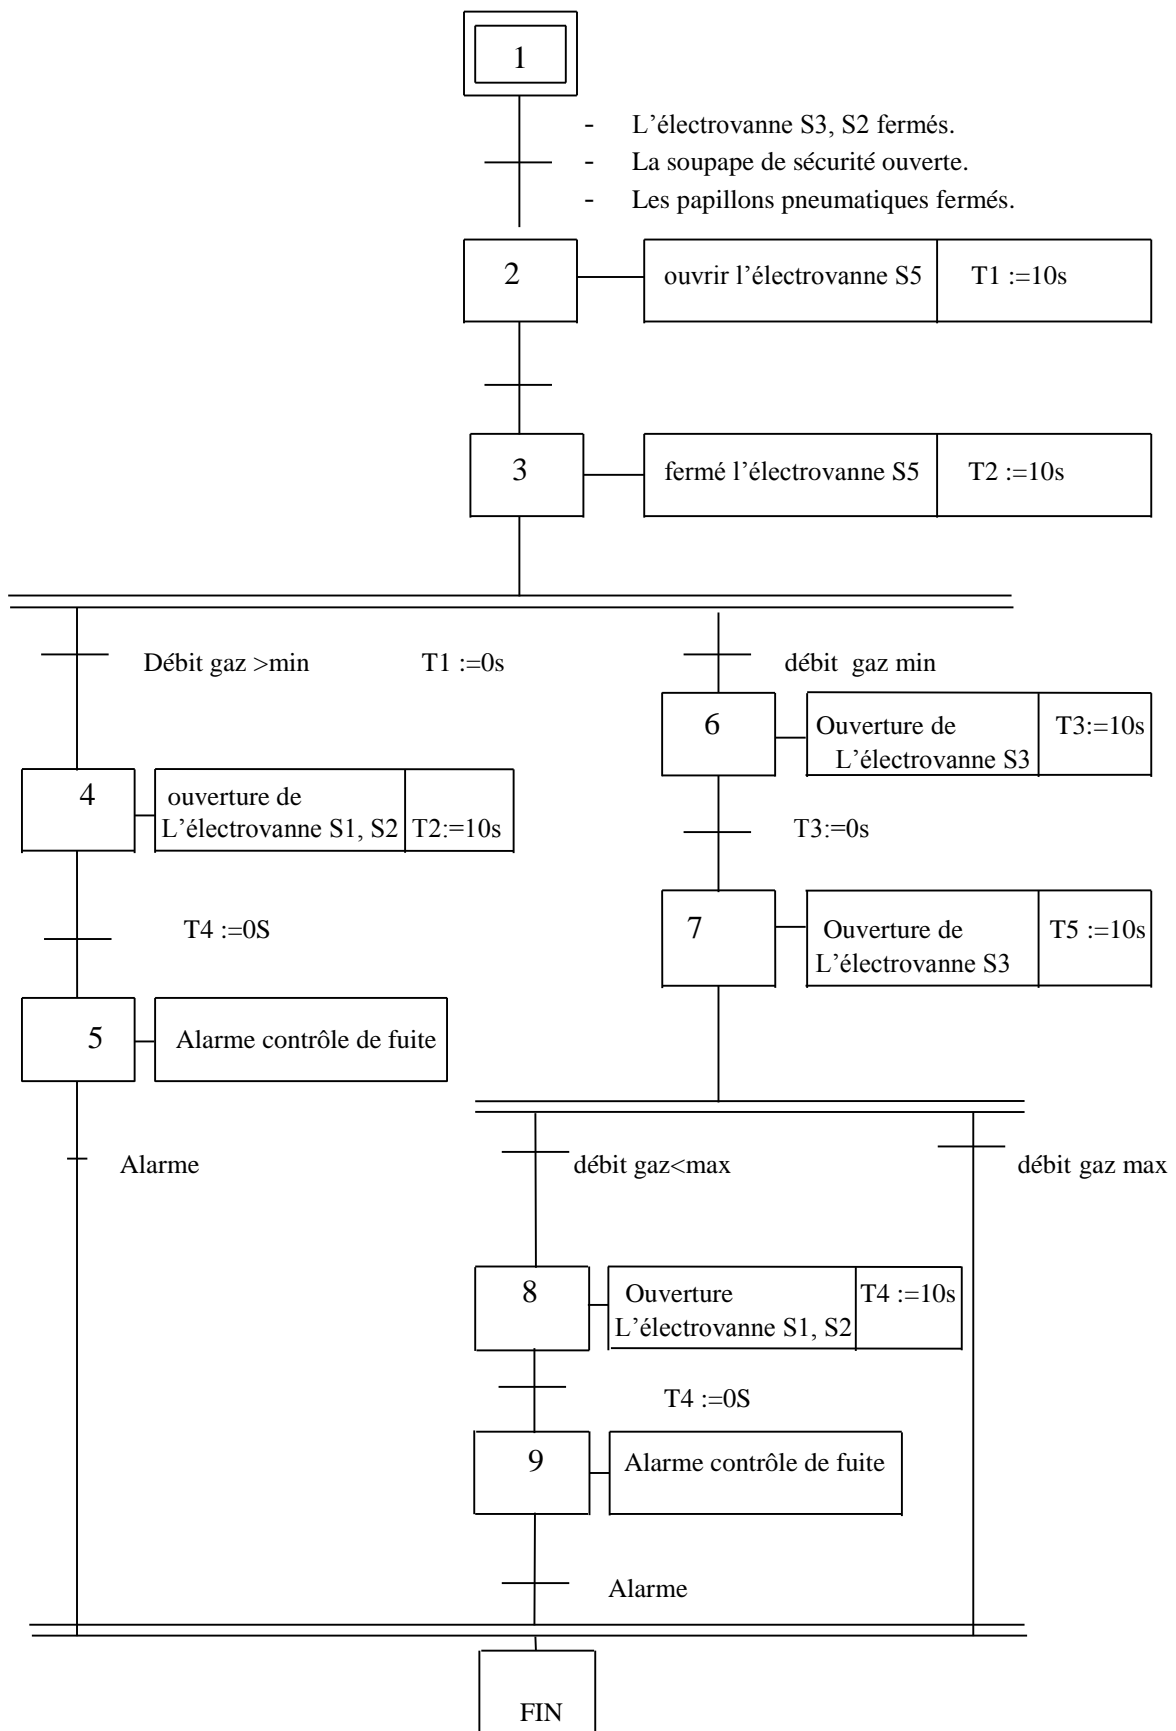 1
- L'électrovanne S3, S2 fermés.
- La soupape de sécurité ouverte.
- Les papillons pneumatiques fermés.
2
ouvrir l'électrovanne S5
T1 :=10s
3
fermé l'électrovanne S5
T2 :=10s
Débit gaz >min
T1 :=0s
débit gaz min
6
Ouverture de
L'électrovanne S3
T3:=10s
4
ouverture de
L'électrovanne S1, S2
T2:=10s
T3:=0s
7
Ouverture de
L'électrovanne S3
T5 :=10s
T4 :=0S
5
Alarme contrôle de fuite
Alarme
débit gaz<max
débit gaz max
8
Ouverture
L'électrovanne S1, S2
T4 :=10s
T4 :=0S
9
Alarme contrôle de fuite
Alarme
FIN